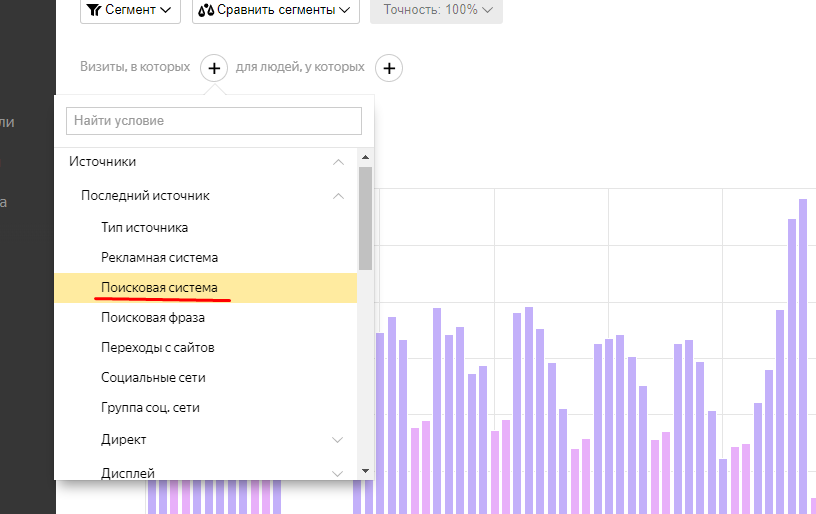 Сегмент
Сравнить сегменты
Точность: 100%
Визиты, в которых + для людей, у которых +
Найти условие
ли
Источники
Последний источник
а
Тип источника
Рекламная система
Поисковая система
Поисковая фраза
Переходы с сайтов
Социальные сети
Группа соц. сети
Директ
Дисплей